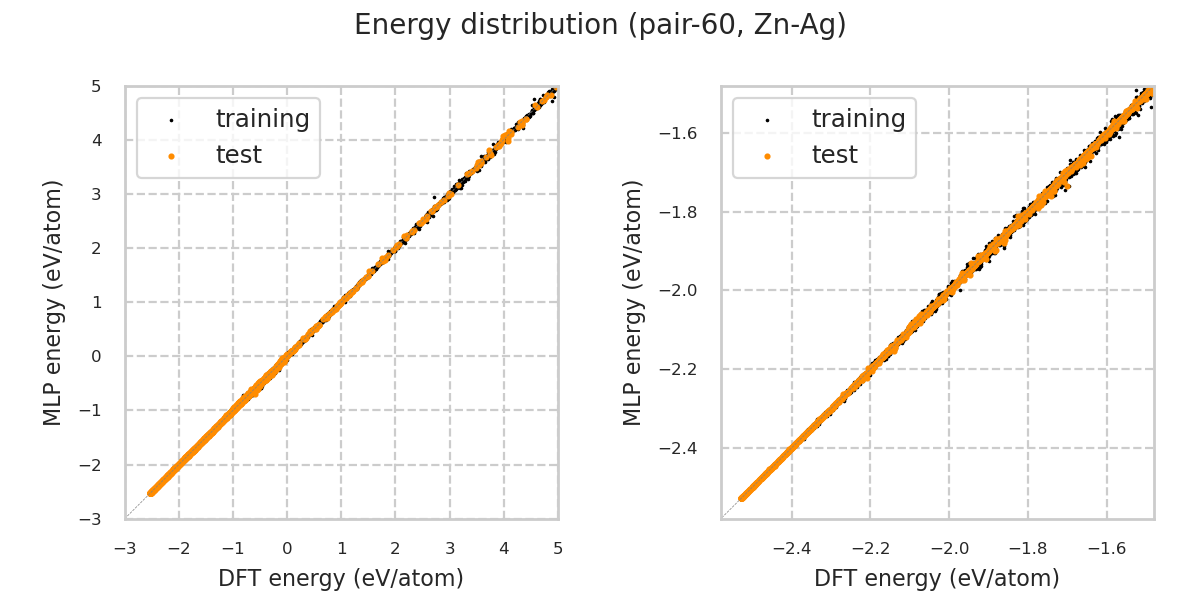 Energy distribution (pair-60, Zn-Ag)
5
4
3
2
1
0
−1
−2
−3
MLP energy (eV/atom)
training
test
−3 −2 −1 0 1 2 3 4 5
DFT energy (eV/atom)
−1.6
−1.8
−2.0
−2.2
−2.4
MLP energy (eV/atom)
training
test
−2.4 −2.2 −2.0 −1.8 −1.6
DFT energy (eV/atom)